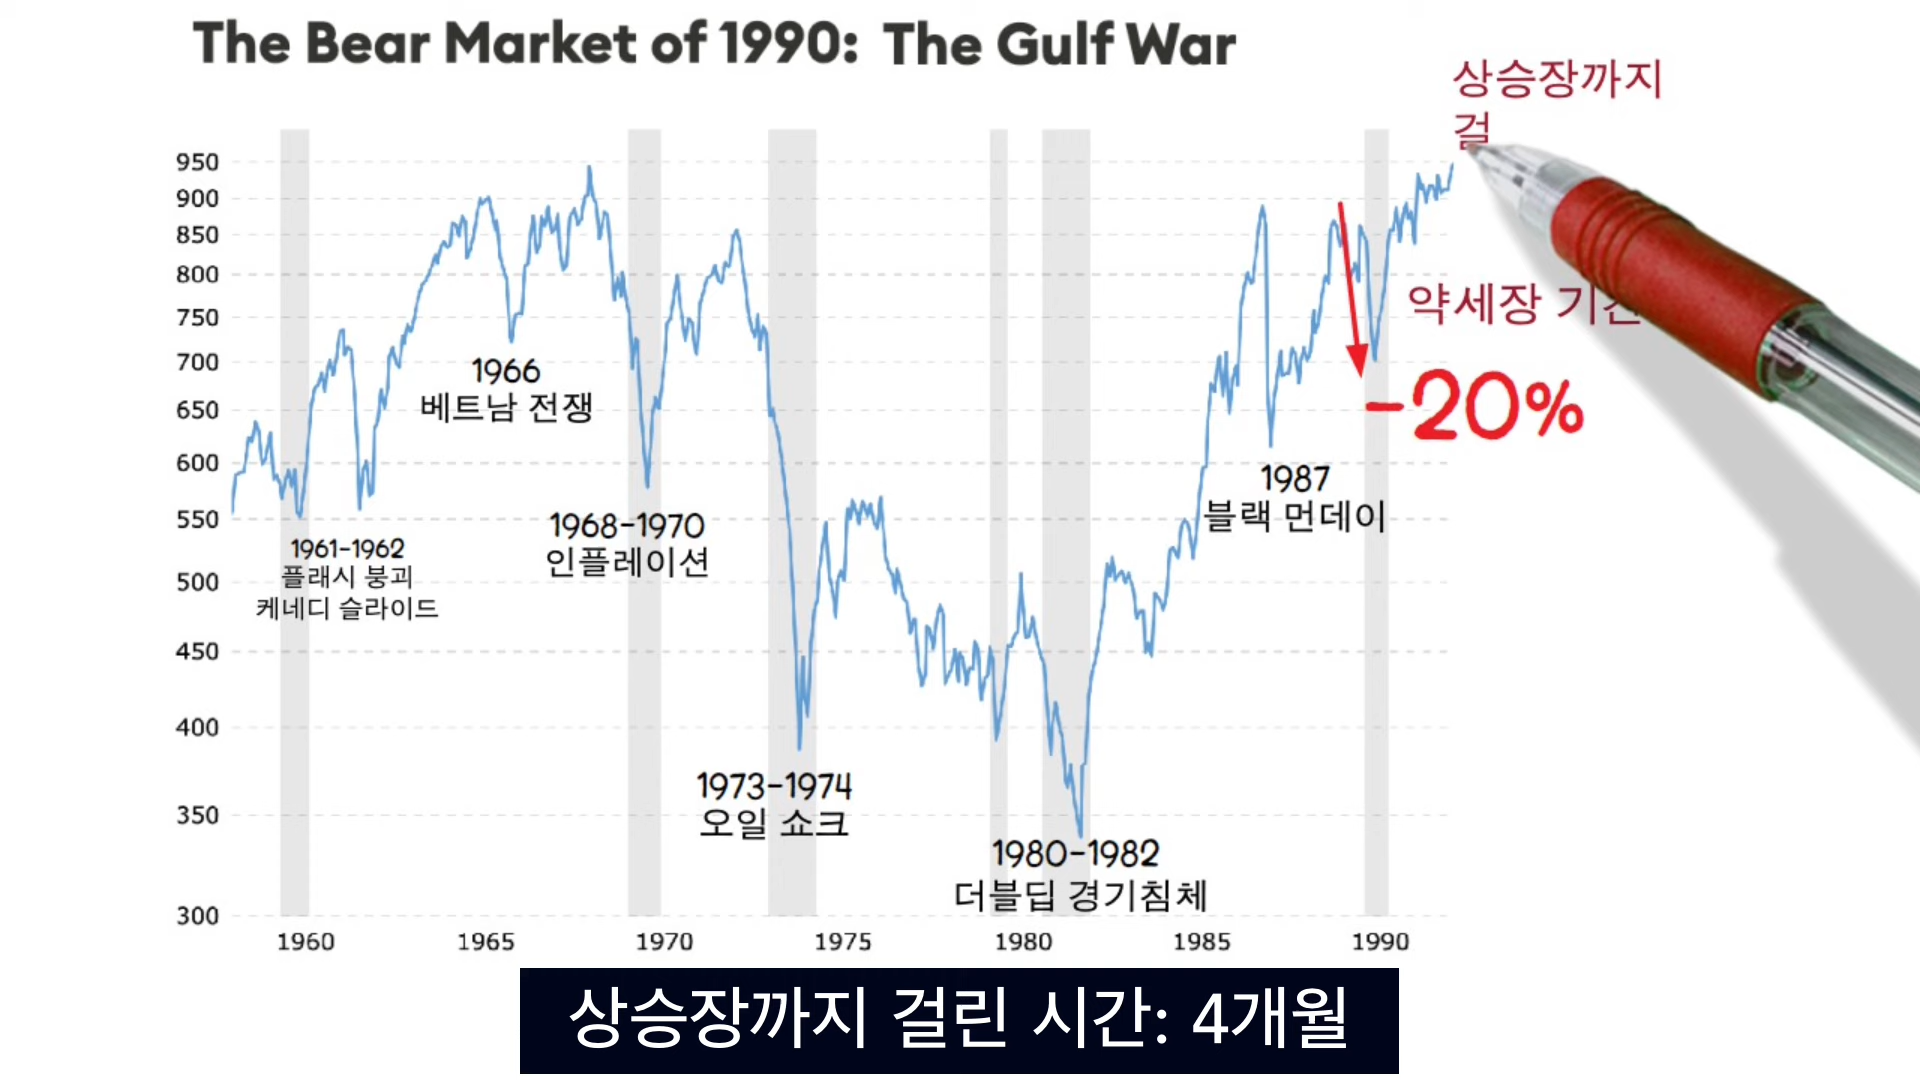 The Bear Market of 1990: The Gulf War
상승장까지
걸
950
900
850
800
750
700
650
600
550
500
450
400
350
300
약세장 기간
-20%
1966
베트남 전쟁
1987
블랙 먼데이
1968-1970
인플레이션
1961-1962
플래시 붕괴
케네디 슬라이드
1973-1974
오일 쇼크
1980-1982
더블딥 경기침체
1960 1965 1970 1975 1980 1985 1990
상승장까지 걸린 시간: 4개월